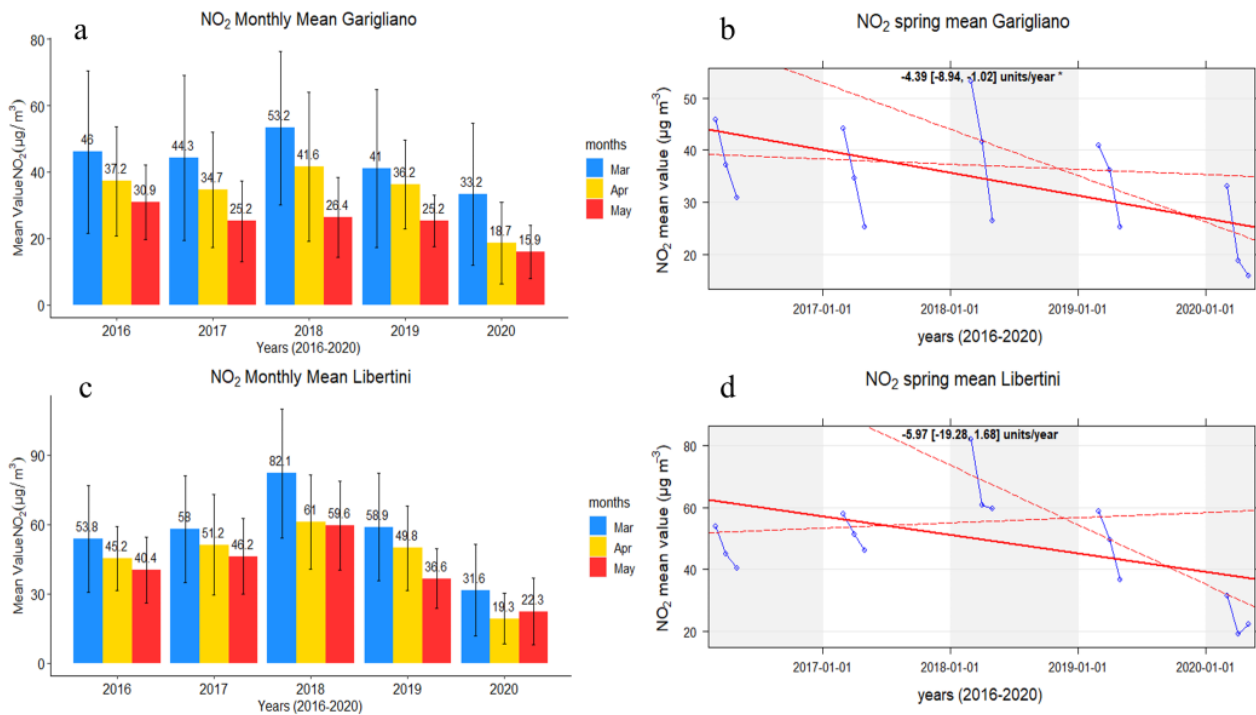 a
NO₂ Monthly Mean Garigliano
Mean ValueNO₂(μg/ m³)
80
60
40
20
0
46
37.2
30.9
44.3
34.7
25.2
53.2
41.6
26.4
41
36.2
25.2
33.2
18.7
15.9
2016
2017
2018
2019
2020
Years (2016-2020)
months
Mar
Apr
May
b
NO₂ spring mean Garigliano
-4.39 [-8.94, -1.02] units/year *
NO₂ mean value (μg m⁻³)
50
40
30
20
2017-01-01
2018-01-01
2019-01-01
2020-01-01
years (2016-2020)
c
NO₂ Monthly Mean Libertini
Mean ValueNO₂(μg/ m³)
90
60
30
0
53.8
45.2
40.4
58
51.2
46.2
82.1
61
59.6
58.9
49.8
36.6
31.6
19.3
22.3
2016
2017
2018
2019
2020
Years (2016-2020)
months
Mar
Apr
May
d
NO₂ spring mean Libertini
-5.97 [-19.28, 1.68] units/year
NO₂ mean value (μg m⁻³)
80
60
40
20
2017-01-01
2018-01-01
2019-01-01
2020-01-01
years (2016-2020)